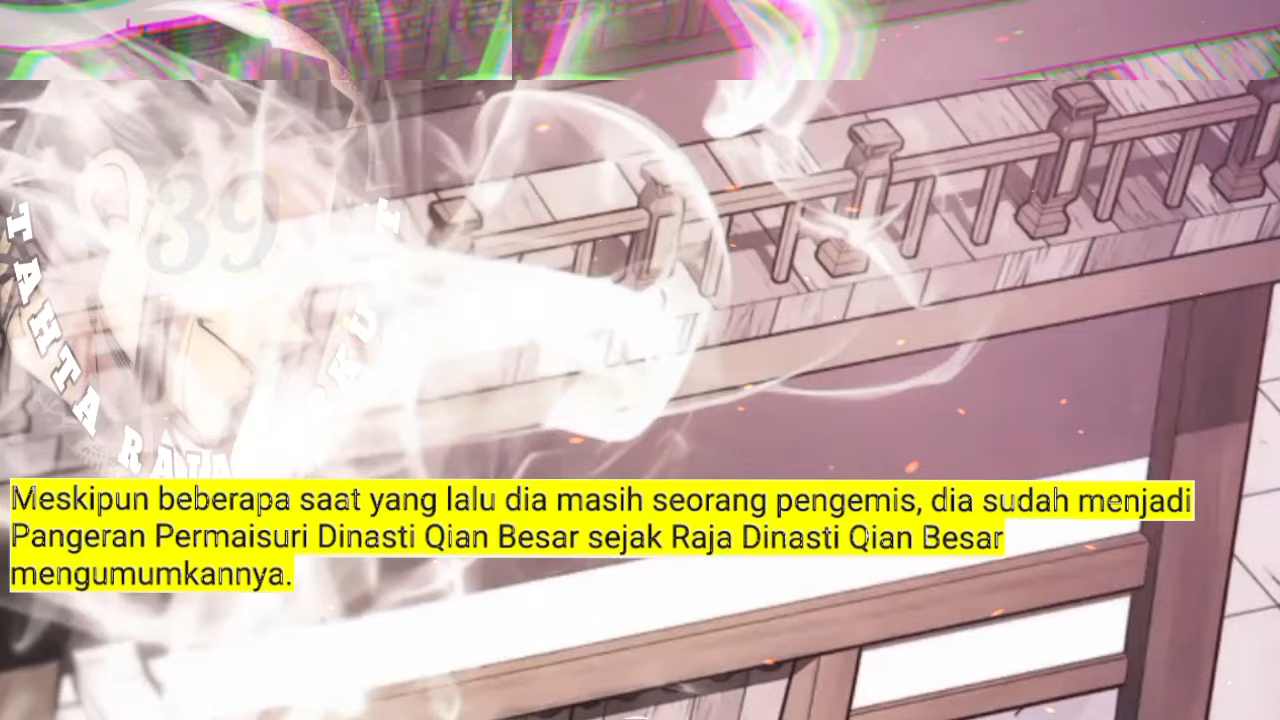 39
TAHTA RAJA
Meskipun beberapa saat yang lalu dia masih seorang pengemis, dia sudah menjadi
Pangeran Permaisuri Dinasti Qian Besar sejak Raja Dinasti Qian Besar
mengumumkannya.